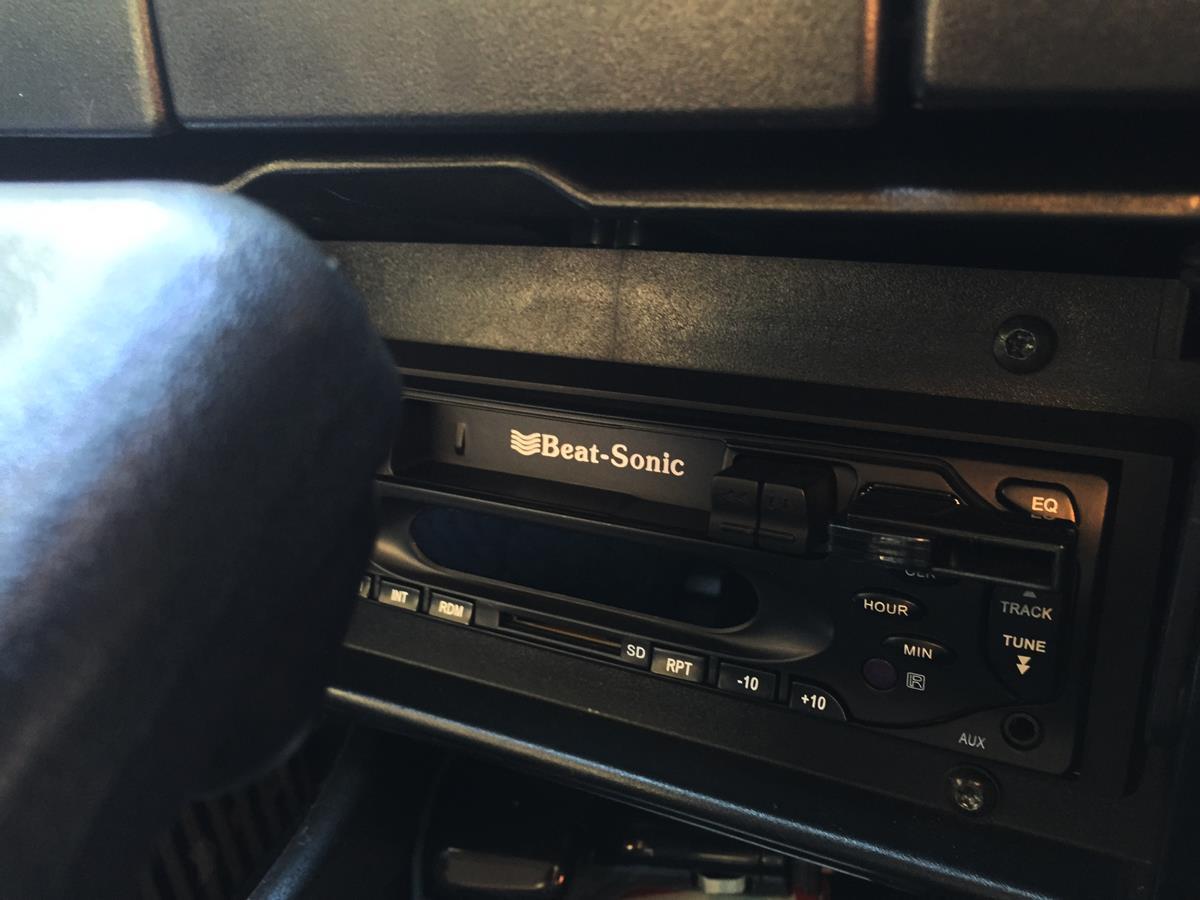 Beat-Sonic
EQ
HOUR
TRACK
INT
RDM
SD
RPT
-10
+10
MIN
TUNE
AUX